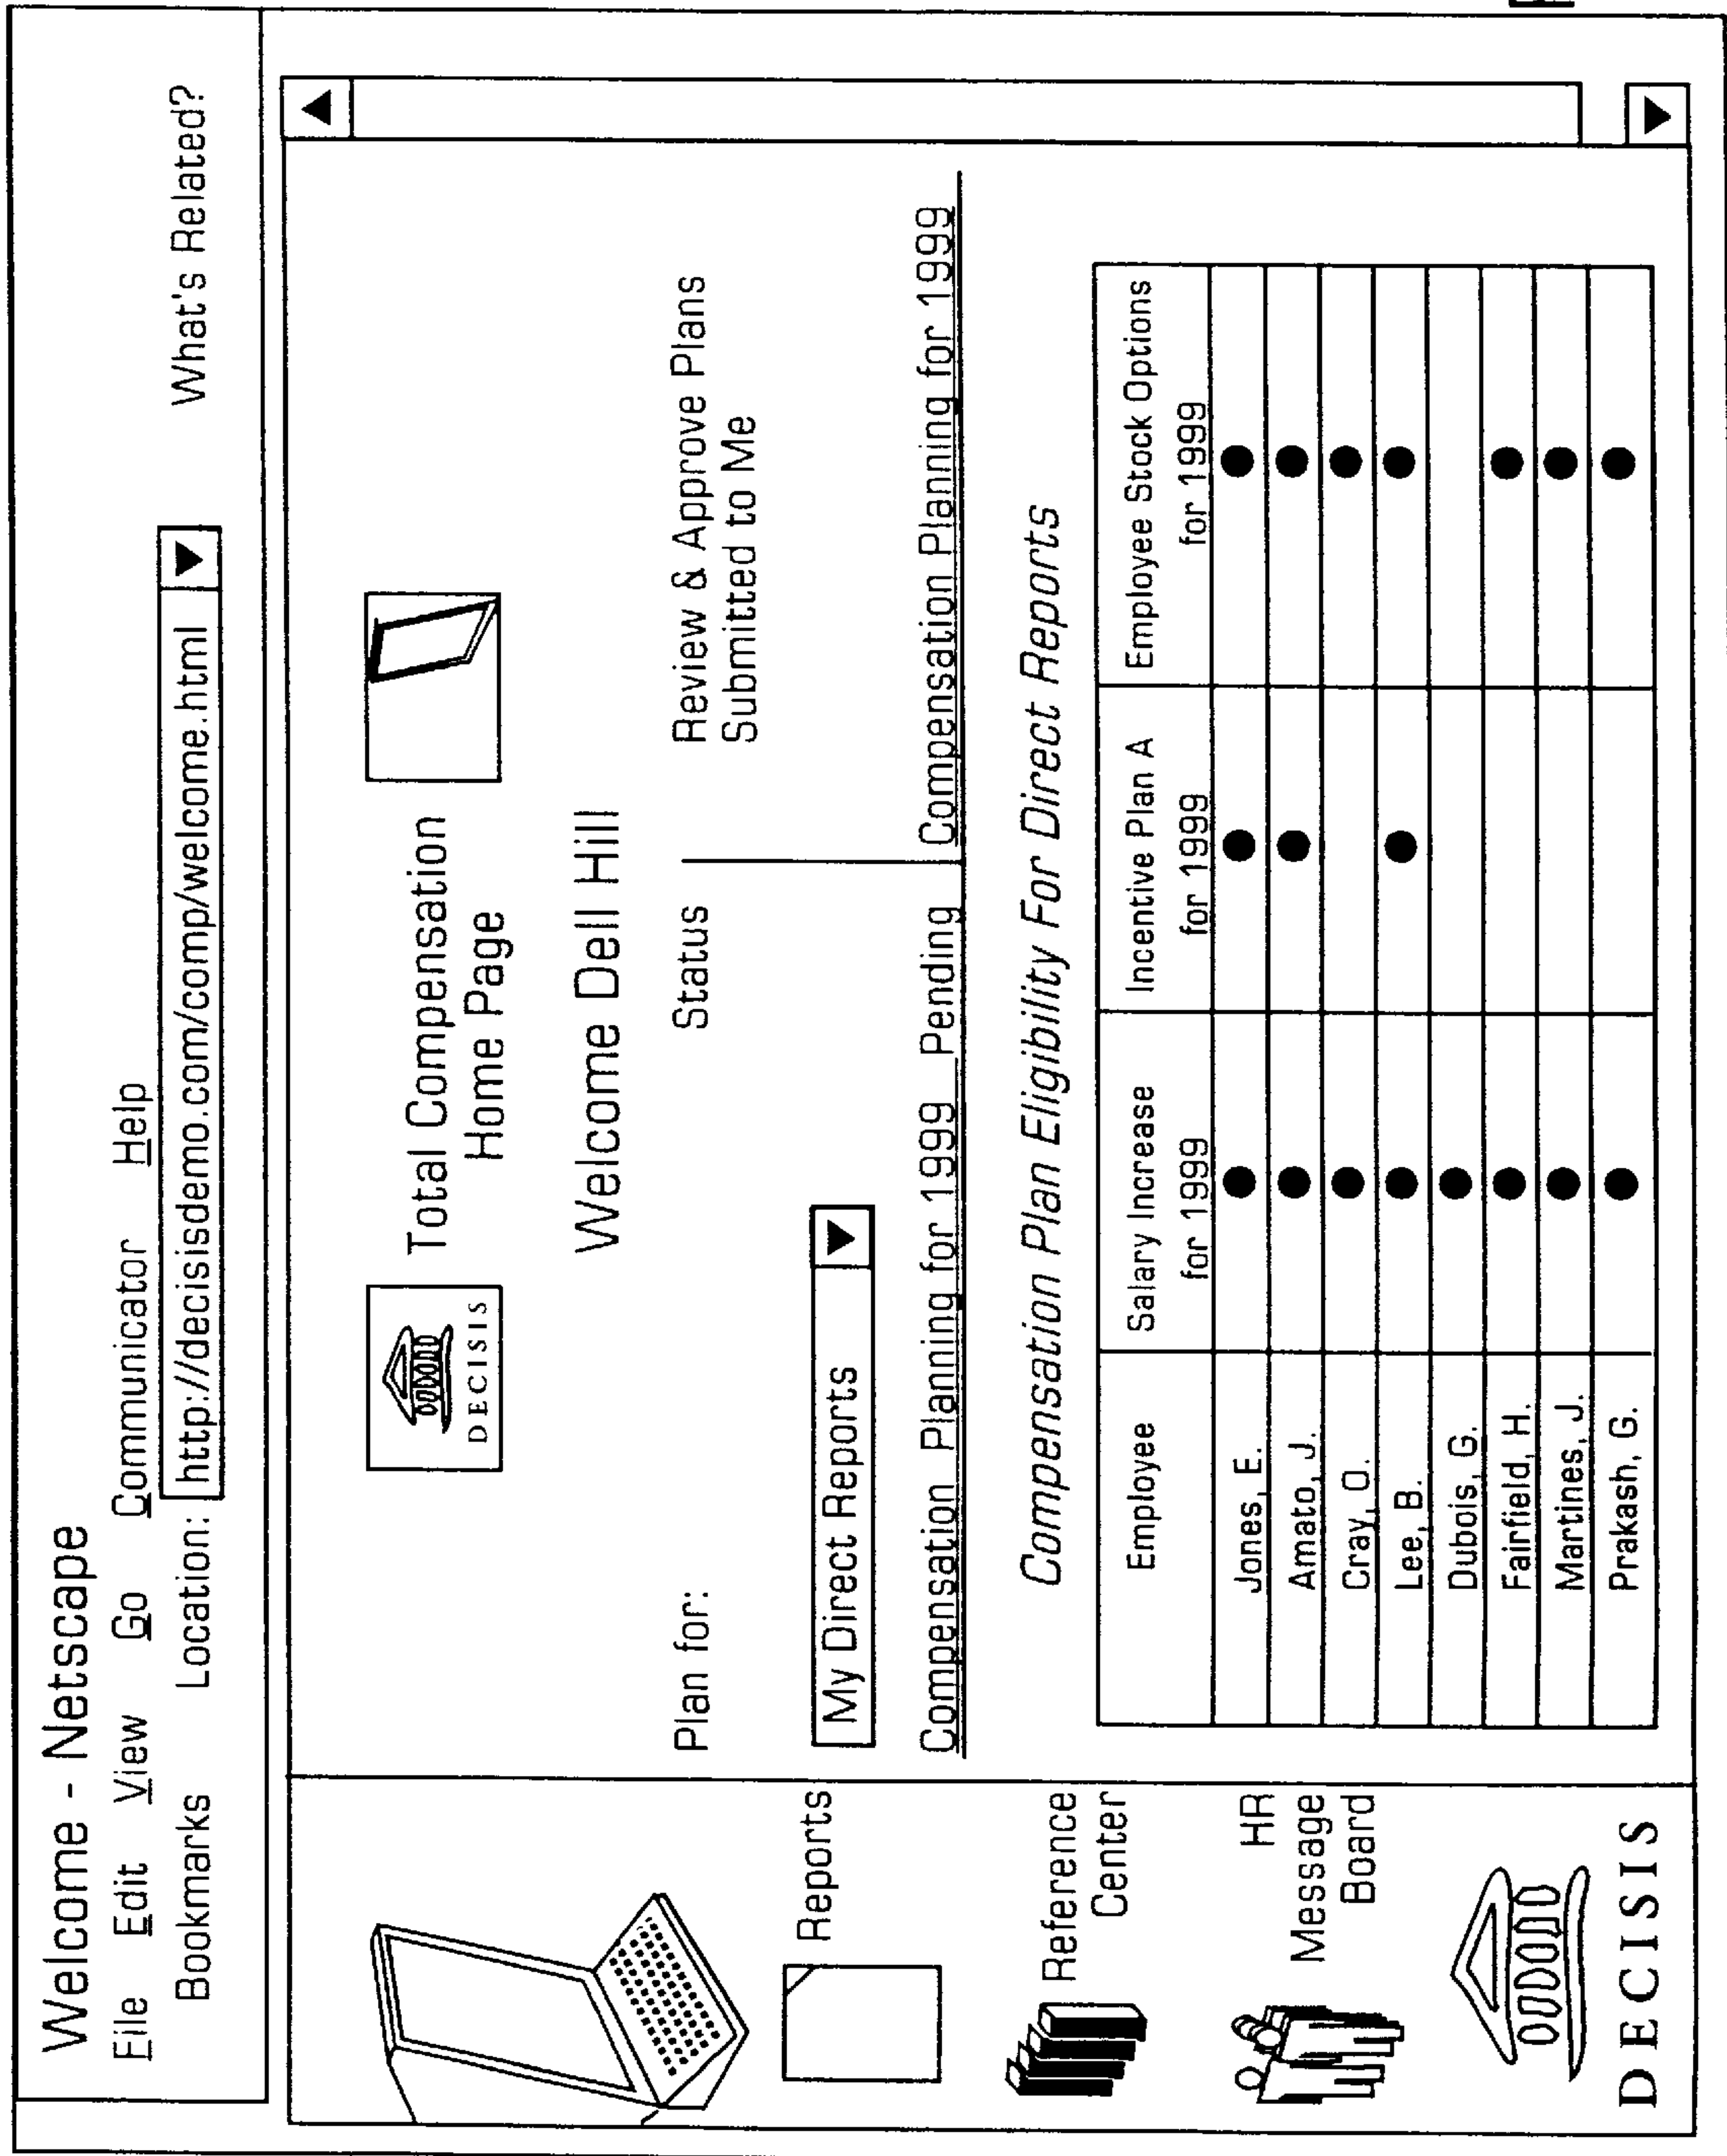 Welcome - Netscape
File Edit View Go Communicator Help
Bookmarks Location: http://decisisdemo.com/comp/welcome.html What's Related?
Reports
Reference
Center
HR
Message
Board
DECISIS
DECISIS
Total Compensation
Home Page
Welcome Dell Hill
Plan for: Status Review & Approve Plans
Submitted to Me
My Direct Reports
Compensation Planning for 1999 Pending Compensation Planning for 1999
Compensation Plan Eligibility For Direct Reports
Employee Salary Increase Incentive Plan A Employee Stock Options
for 1999 for 1999 for 1999
Jones, E. ● ● ●
Amato, J. ● ● ●
Cray, O. ● ●
Lee, B. ● ● ●
Dubois, G. ●
Fairfield, H. ● ●
Martines, J. ● ●
Prakash, G. ● ●